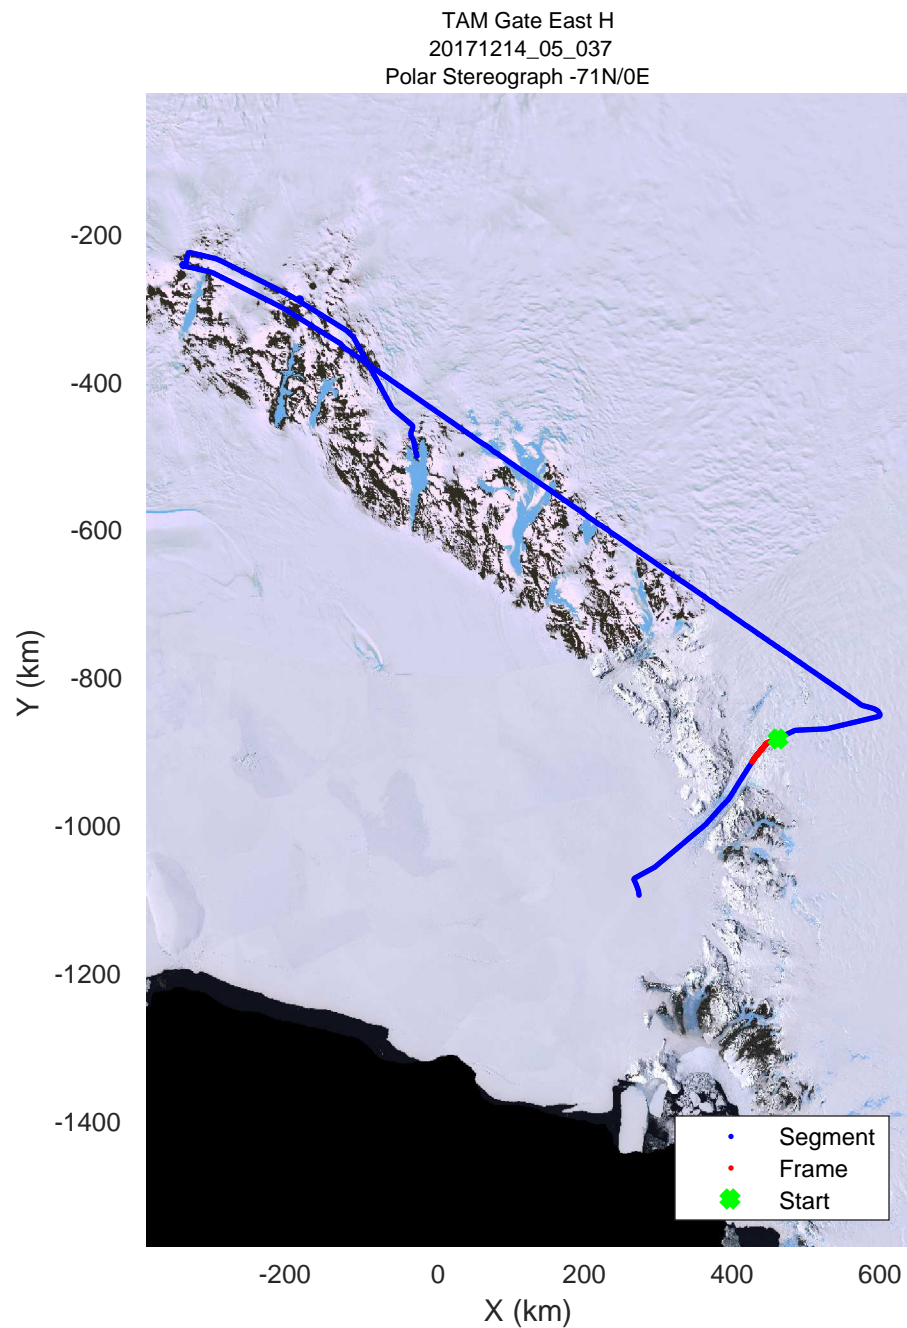 TAM Gate East H
20171214_05_037
Polar Stereograph -71N/0E
-200
-400
-600
-800
-1000
-1200
-1400
Y (km)
Segment
Frame
Start
-200 0 200 400 600
X (km)